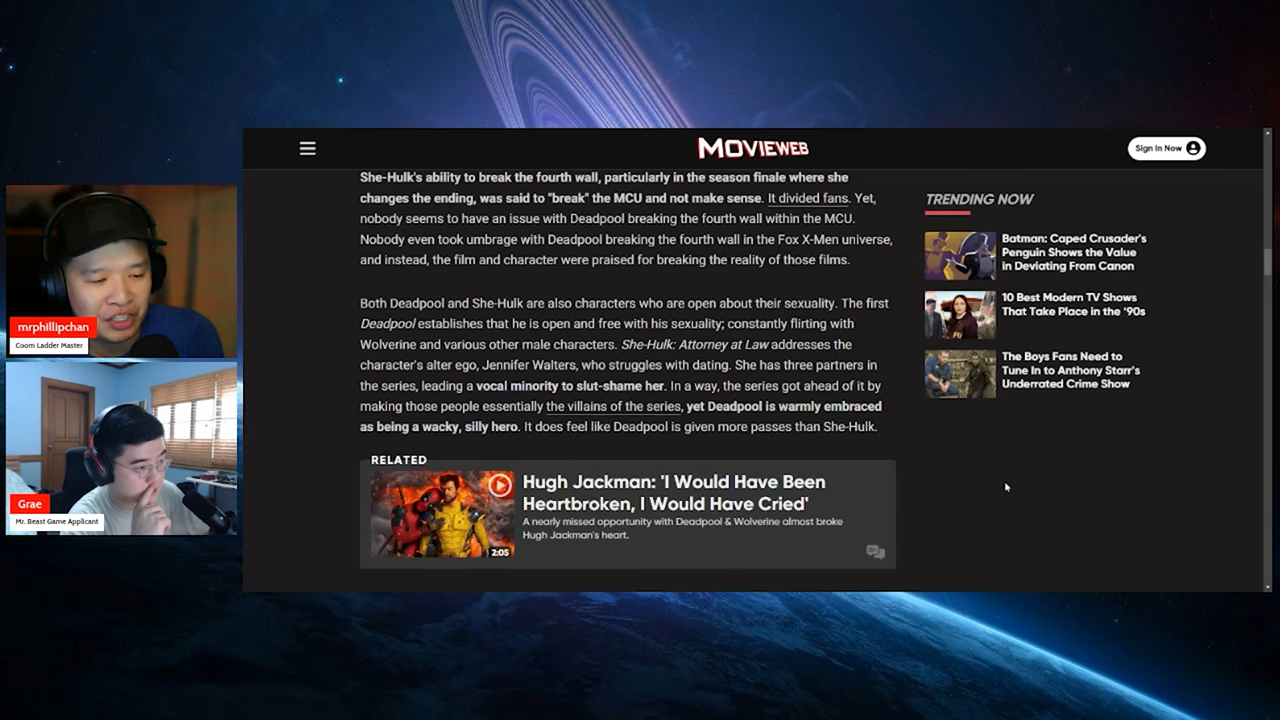 MOVIEWEB
Sign In Now
She-Hulk's ability to break the fourth wall, particularly in the season finale where she
changes the ending, was said to "break" the MCU and not make sense. It divided fans. Yet,
nobody seems to have an issue with Deadpool breaking the fourth wall within the MCU.
Nobody even took umbrage with Deadpool breaking the fourth wall in the Fox X-Men universe,
and instead, the film and character were praised for breaking the reality of those films.
Both Deadpool and She-Hulk are also characters who are open about their sexuality. The first
Deadpool establishes that he is open and free with his sexuality; constantly flirting with
Wolverine and various other male characters. She-Hulk: Attorney at Law addresses the
character's alter ego, Jennifer Walters, who struggles with dating. She has three partners in
the series, leading a vocal minority to slut-shame her. In a way, the series got ahead of it by
making those people essentially the villains of the series, yet Deadpool is warmly embraced
as being a wacky, silly hero. It does feel like Deadpool is given more passes than She-Hulk.
RELATED
2:05
Hugh Jackman: 'I Would Have Been
Heartbroken, I Would Have Cried'
A nearly missed opportunity with Deadpool & Wolverine almost broke
Hugh Jackman's heart.
TRENDING NOW
Batman: Caped Crusader's
Penguin Shows the Value
in Deviating From Canon
10 Best Modern TV Shows
That Take Place in the '90s
The Boys Fans Need to
Tune In to Anthony Starr's
Underrated Crime Show
mrphillipchan
Coom Ladder Master
Grae
Mr. Beast Game Applicant